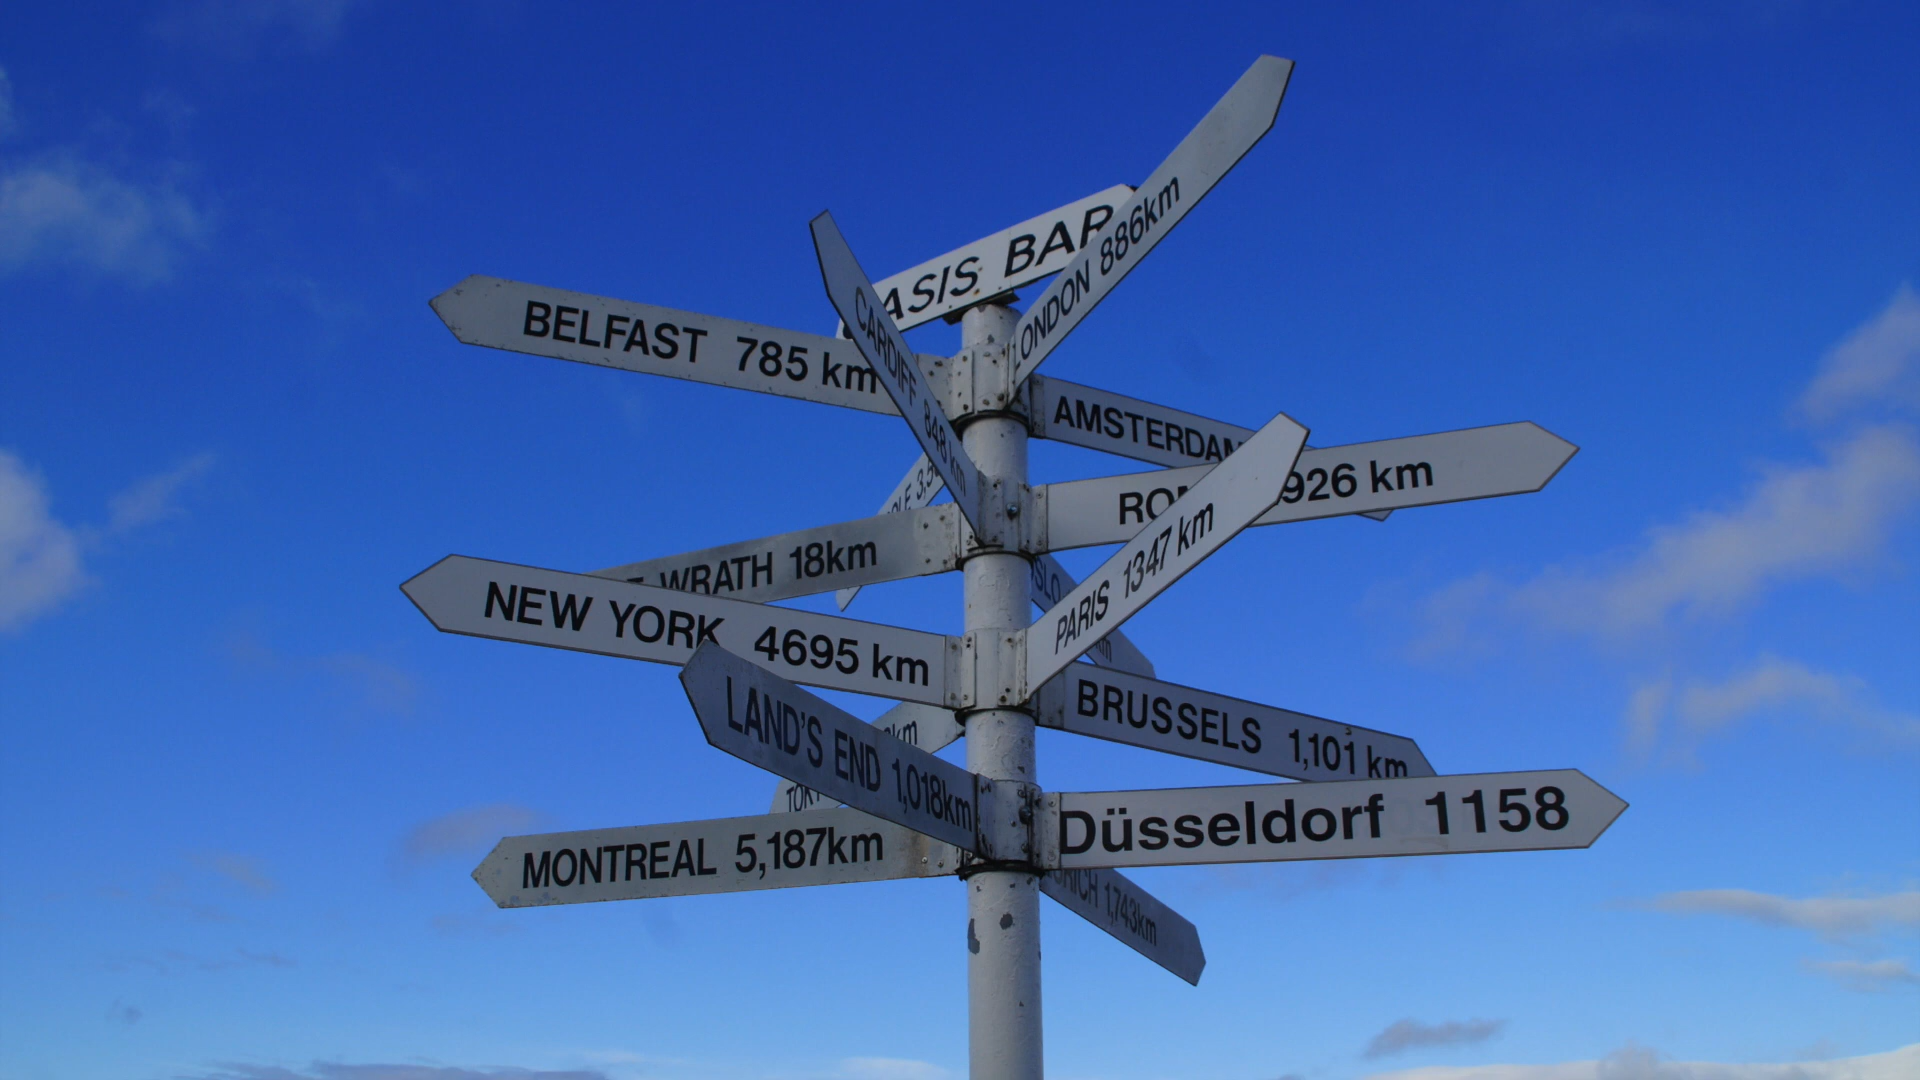 OASIS BAR
LONDON 886km
BELFAST 785 km
CARDIFF 848 km
AMSTERDAM
926 km
WRATH 18km
PARIS 1347 km
NEW YORK 4695 km
BRUSSELS 1,101 km
LAND'S END 1,018km
Düsseldorf 1158
MONTREAL 5,187km
1,743km